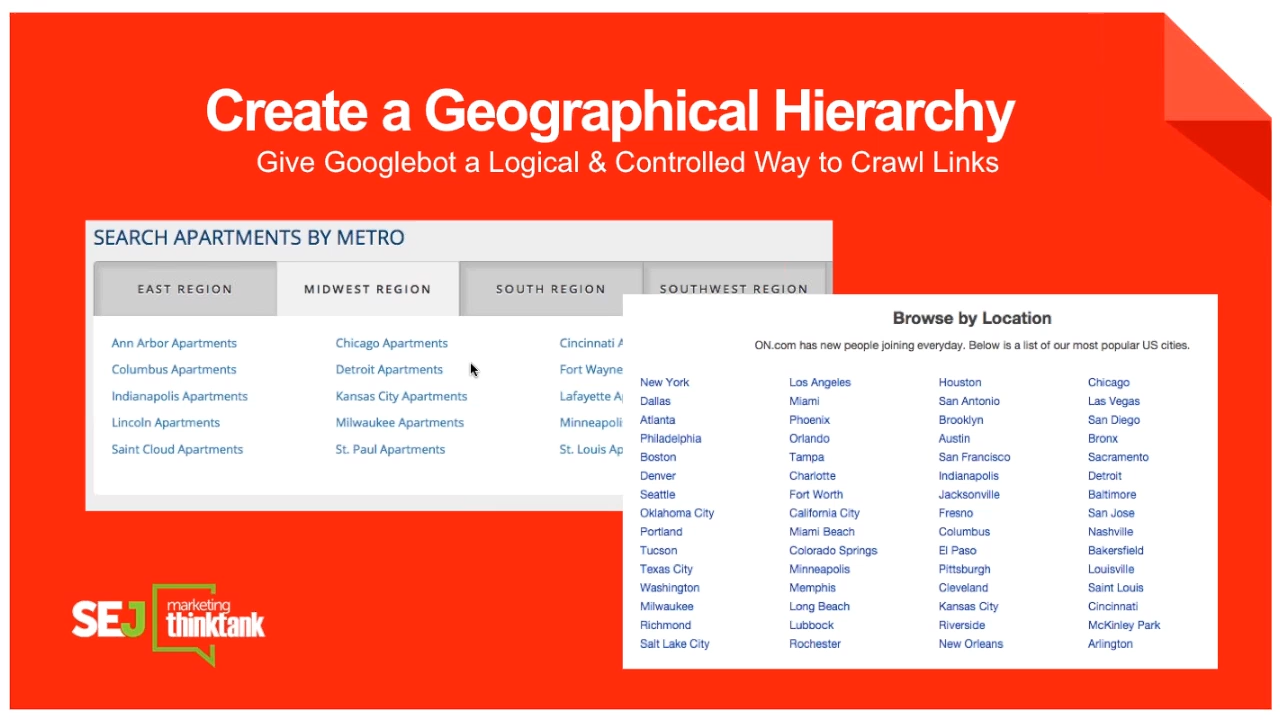 Create a Geographical Hierarchy
Give Googlebot a Logical & Controlled Way to Crawl Links
SEARCH APARTMENTS BY METRO
EAST REGION MIDWEST REGION SOUTH REGION SOUTHWEST REGION
Ann Arbor Apartments Chicago Apartments Cincinnati A
Columbus Apartments Detroit Apartments Fort Wayne
Indianapolis Apartments Kansas City Apartments Lafayette Ap
Lincoln Apartments Milwaukee Apartments Minneapoli
Saint Cloud Apartments St. Paul Apartments St. Louis Ap
Browse by Location
ON.com has new people joining everyday. Below is a list of our most popular US cities.
New York Los Angeles Houston Chicago
Dallas Miami San Antonio Las Vegas
Atlanta Phoenix Brooklyn San Diego
Philadelphia Orlando Austin Bronx
Boston Tampa San Francisco Sacramento
Denver Charlotte Indianapolis Detroit
Seattle Fort Worth Jacksonville Baltimore
Oklahoma City California City Fresno San Jose
Portland Miami Beach Columbus Nashville
Tucson Colorado Springs El Paso Bakersfield
Texas City Minneapolis Pittsburgh Louisville
Washington Memphis Cleveland Saint Louis
Milwaukee Long Beach Kansas City Cincinnati
Richmond Lubbock Riverside McKinley Park
Salt Lake City Rochester New Orleans Arlington
SEJ marketing
thinktank